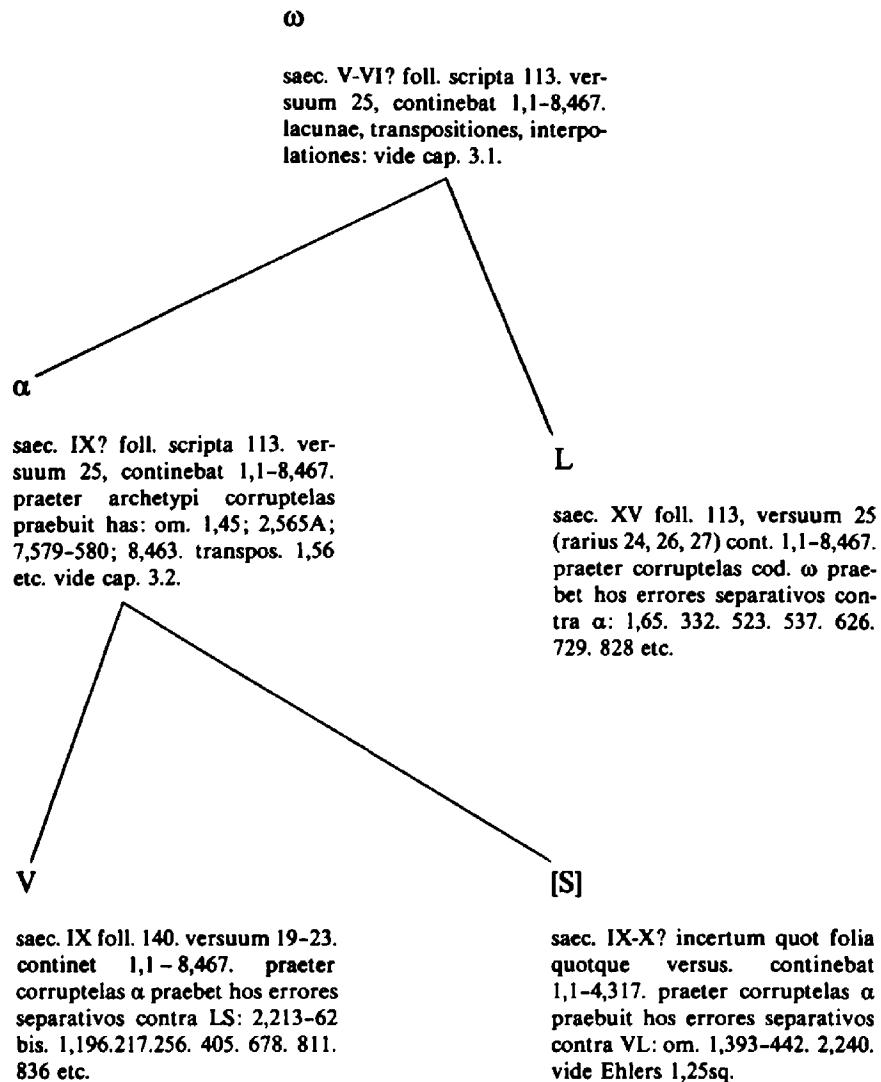 ω
saec. V-VI? foll. scripta 113. ver-
suum 25, continebat 1,1-8,467.
lacunae, transpositiones, interpo-
lationes: vide cap. 3.1.
α
saec. IX? foll. scripta 113. ver-
suum 25, continebat 1,1-8,467.
praeter archetypi corruptelas
praebuit has: om. 1,45; 2,565A;
7,579-580; 8,463. transpos. 1,56
etc. vide cap. 3.2.
L
saec. XV foll. 113, versuum 25
(rarius 24, 26, 27) cont. 1,1-8,467.
praeter corruptelas cod. ω prae-
bet hos errores separativos con-
tra α: 1,65. 332. 523. 537. 626.
729. 828 etc.
V
saec. IX foll. 140. versuum 19-23.
continet 1,1 – 8,467. praeter
corruptelas α praebet hos errores
separativos contra LS: 2,213-62
bis. 1,196.217.256. 405. 678. 811.
836 etc.
[S]
saec. IX-X? incertum quot folia
quotque versus. continebat
1,1-4,317. praeter corruptelas α
praebuit hos errores separativos
contra VL: om. 1,393-442. 2,240.
vide Ehlers 1,25sq.